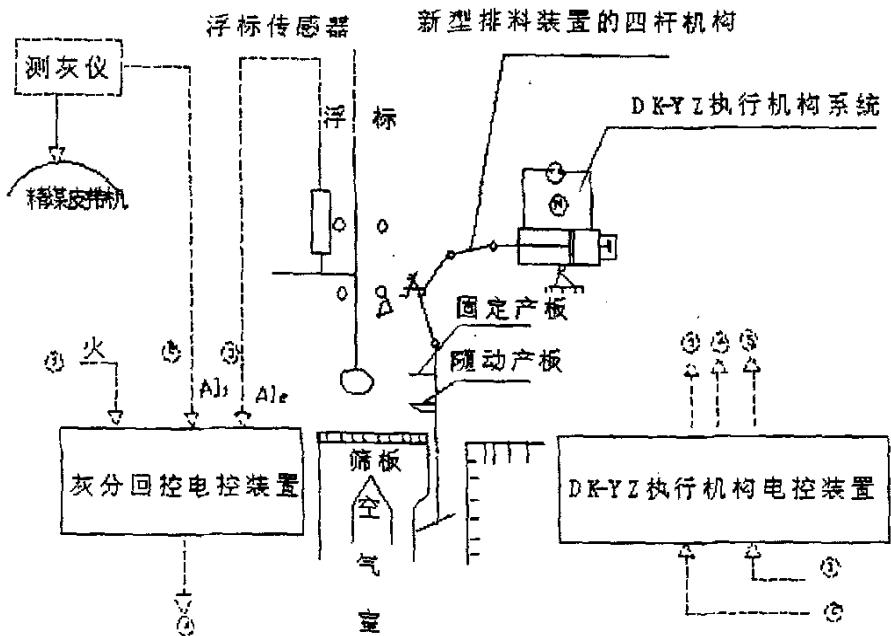 浮标传感器
新型排料装置的四杆机构
测灰仪
DK-YZ执行机构系统
浮标
精煤皮带机
M
固定产板
随动产板
火
灰分回控电控装置
筛板
DK-YZ执行机构电控装置
空
气
室